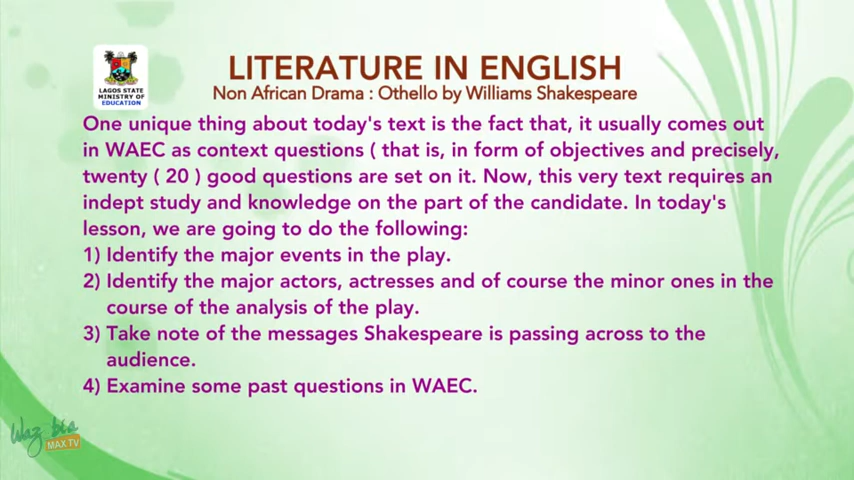 LITERATURE IN ENGLISH
Non African Drama : Othello by Williams Shakespeare
LAGOS STATE
MINISTRY OF
EDUCATION
One unique thing about today's text is the fact that, it usually comes out
in WAEC as context questions ( that is, in form of objectives and precisely,
twenty ( 20 ) good questions are set on it. Now, this very text requires an
indept study and knowledge on the part of the candidate. In today's
lesson, we are going to do the following:
1) Identify the major events in the play.
2) Identify the major actors, actresses and of course the minor ones in the
course of the analysis of the play.
3) Take note of the messages Shakespeare is passing across to the
audience.
4) Examine some past questions in WAEC.
MAX TV